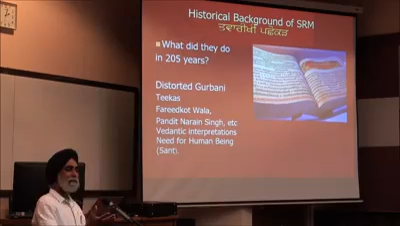 Historical Background of SRM
ਤਵਾਰੀਖੀ ਪਛੋਕੜ
What did they do
in 205 years?
Distorted Gurbani
Teekas
Fareedkot Wala,
Pandit Narain Singh, etc
Vedantic interpretations
Need for Human Being
(Sant).